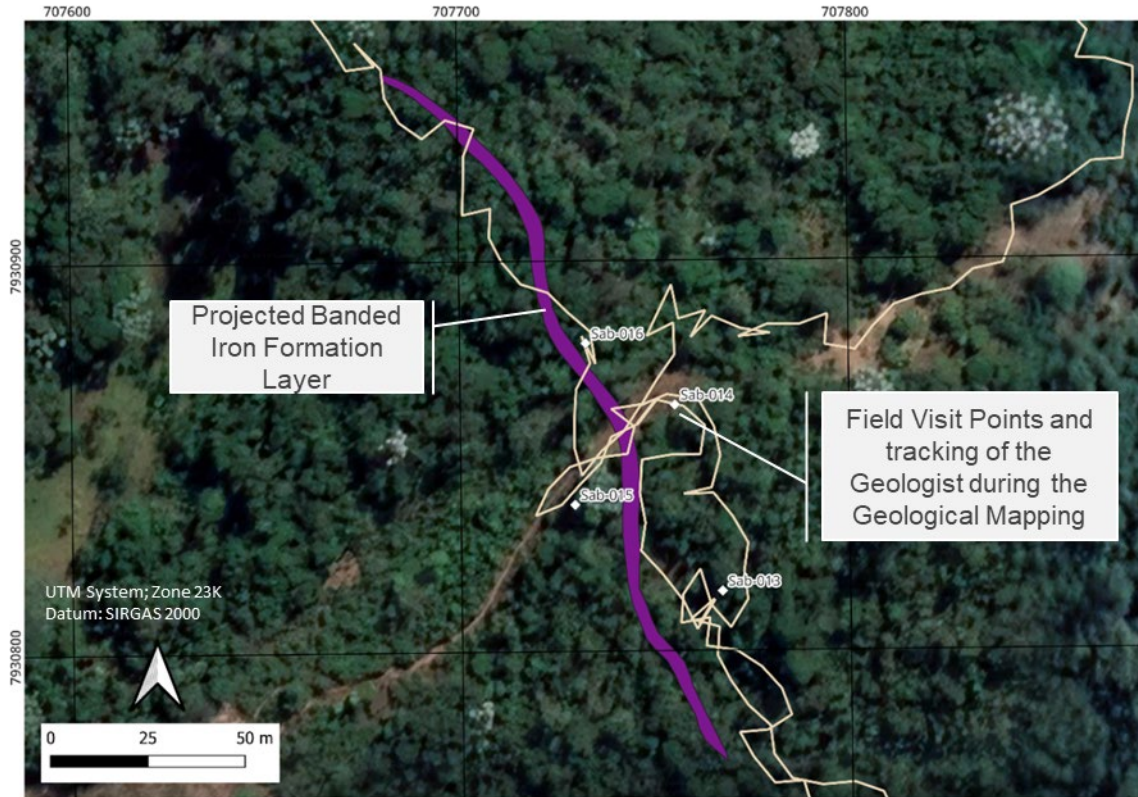 707600
707700
707800
7930900
Projected Banded
Iron Formation
Layer
Sab-016
Sab-014
Field Visit Points and
tracking of the
Geologist during the
Geological Mapping
Sab-015
Sab-013
UTM System; Zone 23K
Datum: SIRGAS 2000
7930800
0 25 50 m